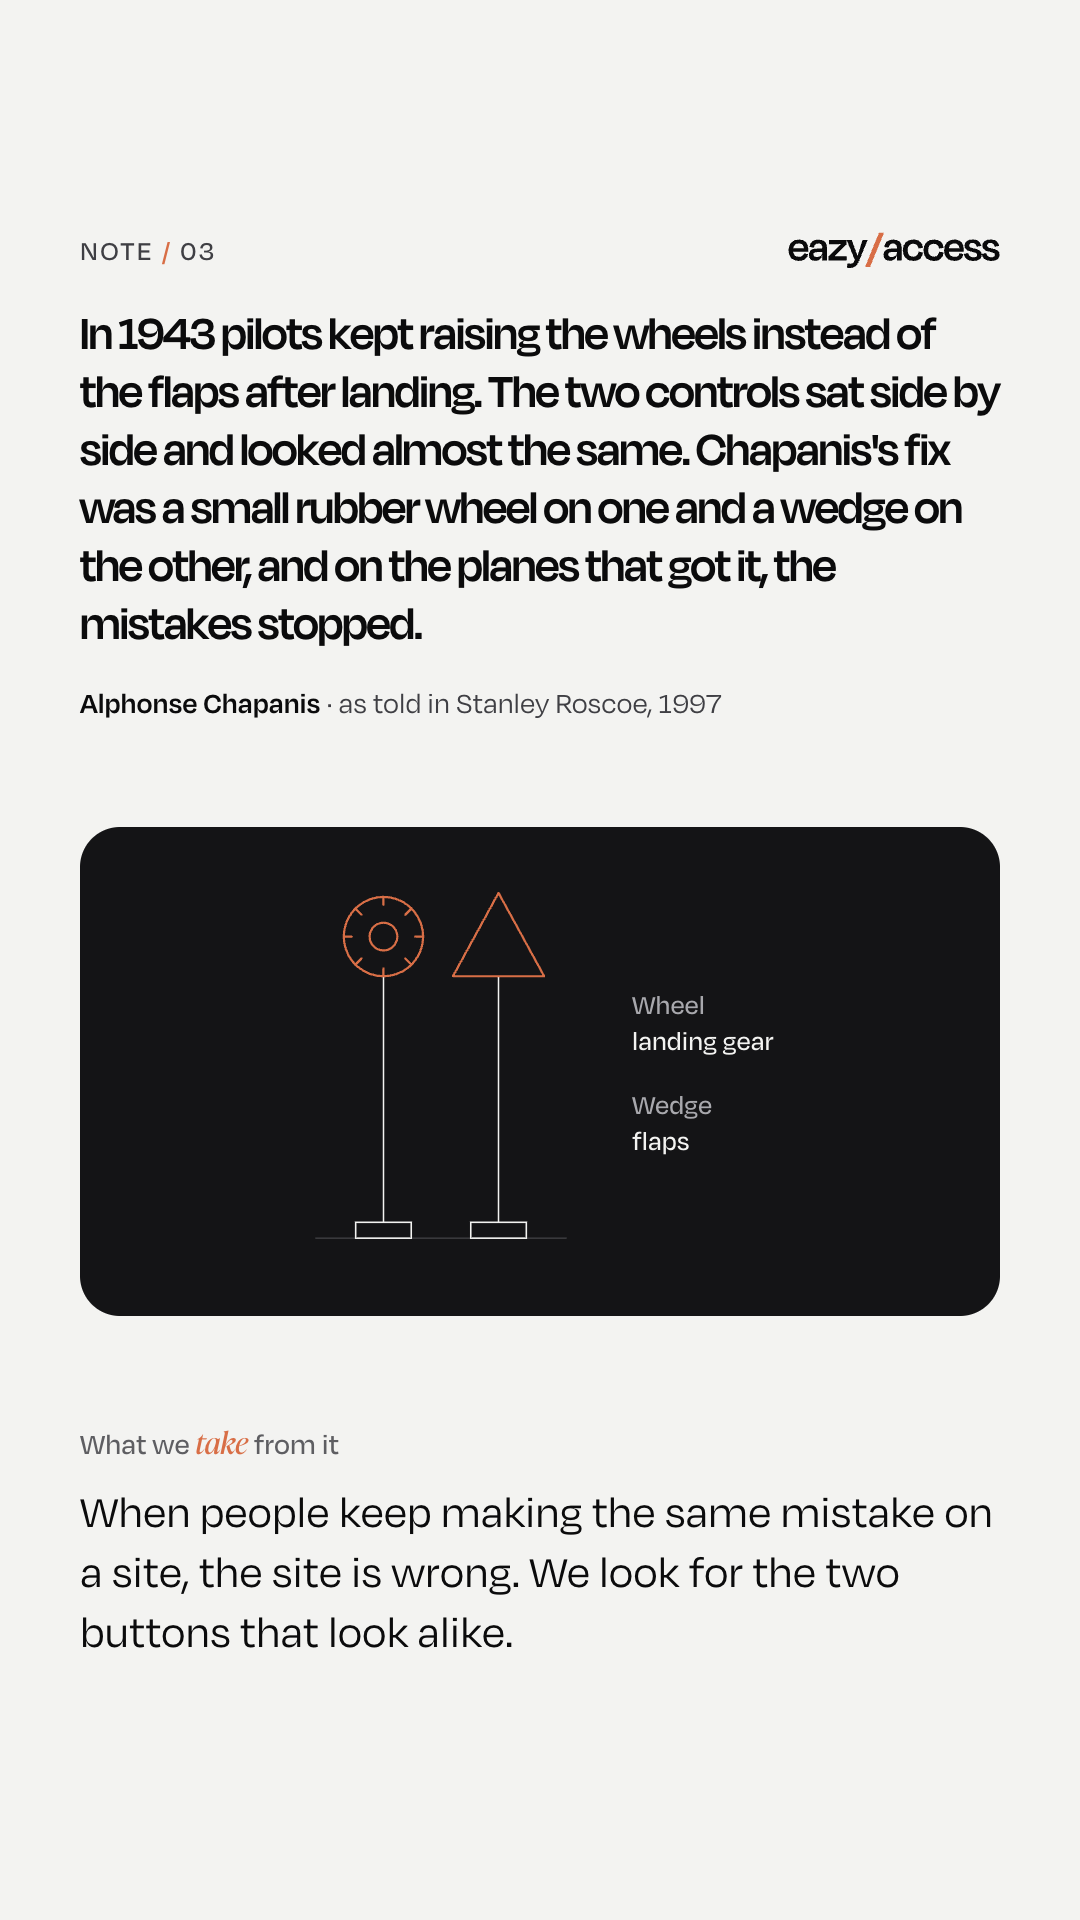 NOTE / 03
eazy/access
In 1943 pilots kept raising the wheels instead of
the flaps after landing. The two controls sat side by
side and looked almost the same. Chapanis's fix
was a small rubber wheel on one and a wedge on
the other, and on the planes that got it, the
mistakes stopped.
Alphonse Chapanis · as told in Stanley Roscoe, 1997
Wheel
landing gear
Wedge
flaps
What we take from it
When people keep making the same mistake on
a site, the site is wrong. We look for the two
buttons that look alike.